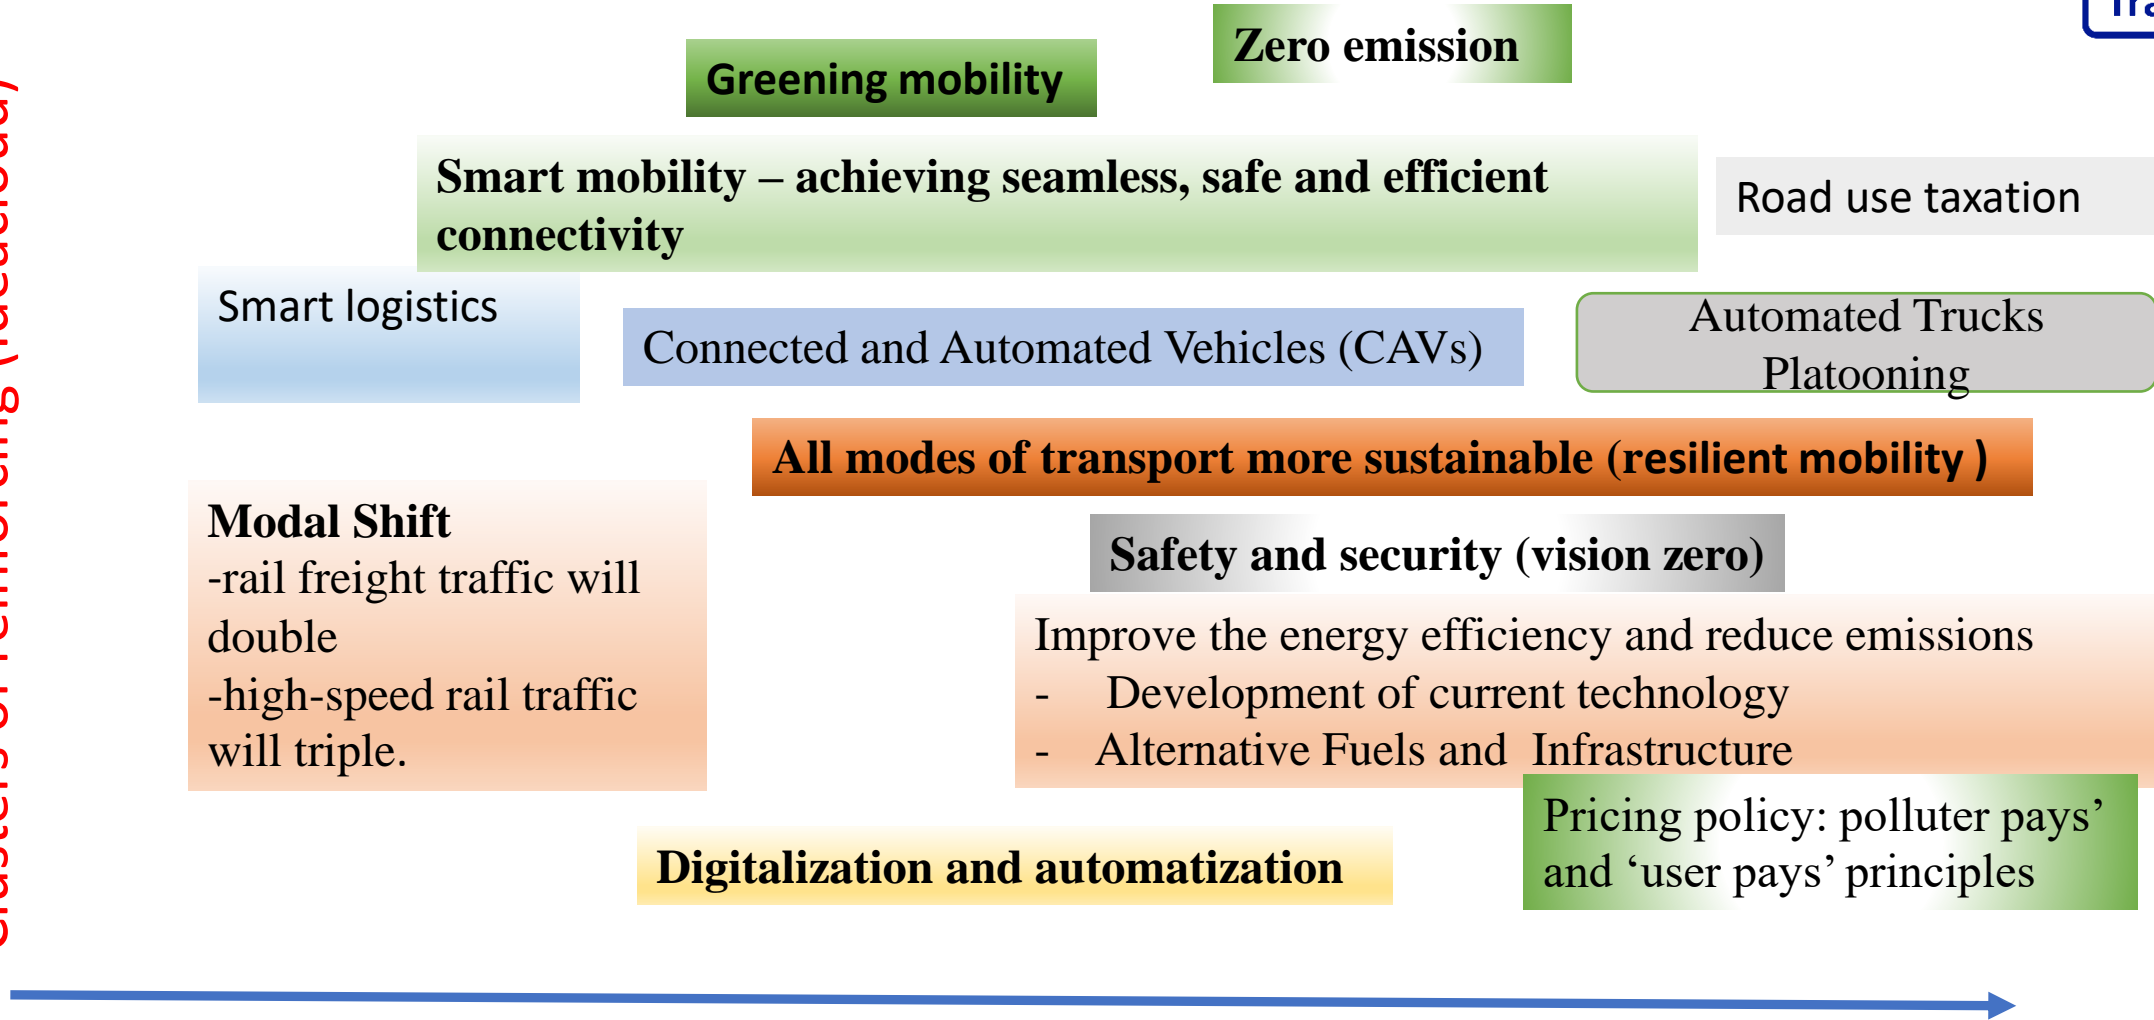 Clusters of reinforcing (Ideacloud)
Zero emission
Greening mobility
Smart mobility – achieving seamless, safe and efficient
connectivity
Road use taxation
Smart logistics
Connected and Automated Vehicles (CAVs)
Automated Trucks
Platooning
All modes of transport more sustainable (resilient mobility )
Modal Shift
-rail freight traffic will
double
-high-speed rail traffic
will triple.
Safety and security (vision zero)
Improve the energy efficiency and reduce emissions
- Development of current technology
- Alternative Fuels and Infrastructure
Pricing policy: polluter pays’
and ‘user pays’ principles
Digitalization and automatization